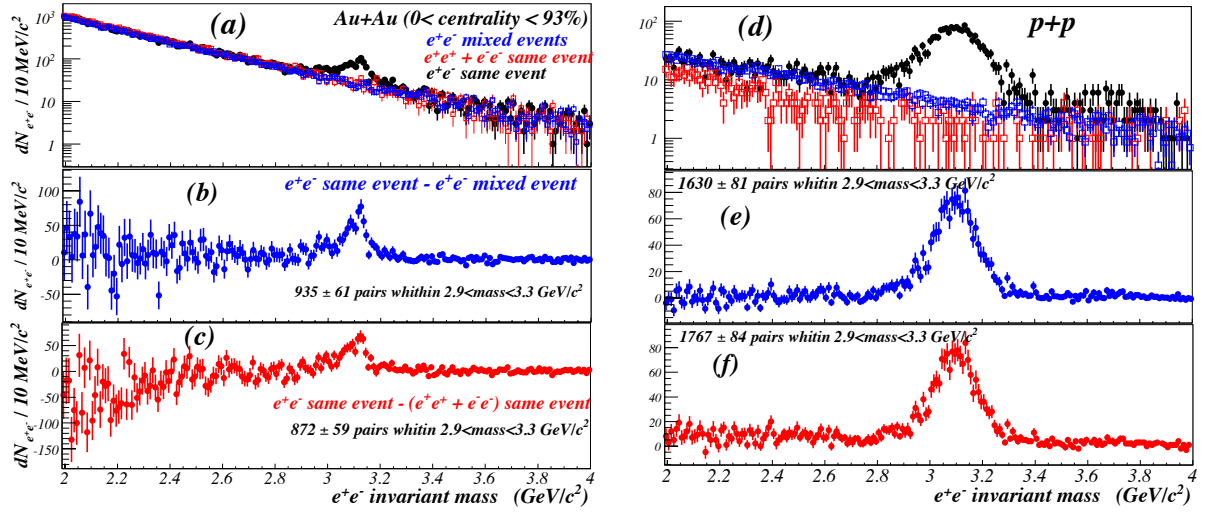 (a)
Au+Au (0< centrality < 93%)
e⁺e⁻ mixed events
e⁺e⁺ + e⁻e⁻ same event
e⁺e⁻ same event
dN e⁺e⁻ / 10 MeV/c²
10³
10²
10
1
(b)
e⁺e⁻ same event - e⁺e⁻ mixed event
935 ± 61 pairs whithin 2.9<mass<3.3 GeV/c²
dN e⁺e⁻ / 10 MeV/c²
100
50
0
-50
(c)
e⁺e⁻ same event - (e⁺e⁺ + e⁻e⁻) same event
872 ± 59 pairs whitin 2.9<mass<3.3 GeV/c²
dN e⁺e⁻ / 10 MeV/c²
50
0
-50
-100
-150
2 2.2 2.4 2.6 2.8 3 3.2 3.4 3.6 3.8 4
e⁺e⁻ invariant mass (GeV/c²)
(d)
p+p
10²
10
1
1630 ± 81 pairs whitin 2.9<mass<3.3 GeV/c²
(e)
80
60
40
20
0
1767 ± 84 pairs whitin 2.9<mass<3.3 GeV/c²
(f)
80
60
40
20
0
2 2.2 2.4 2.6 2.8 3 3.2 3.4 3.6 3.8 4
e⁺e⁻ invariant mass (GeV/c²)